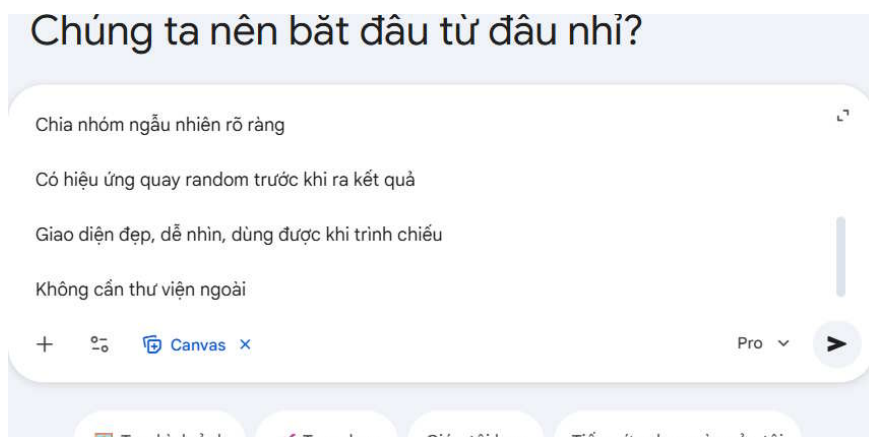 Chúng ta nên bắt đầu từ đâu nhỉ?
Chia nhóm ngẫu nhiên rõ ràng
Có hiệu ứng quay random trước khi ra kết quả
Giao diện đẹp, dễ nhìn, dùng được khi trình chiếu
Không cần thư viện ngoài
Canvas
Pro